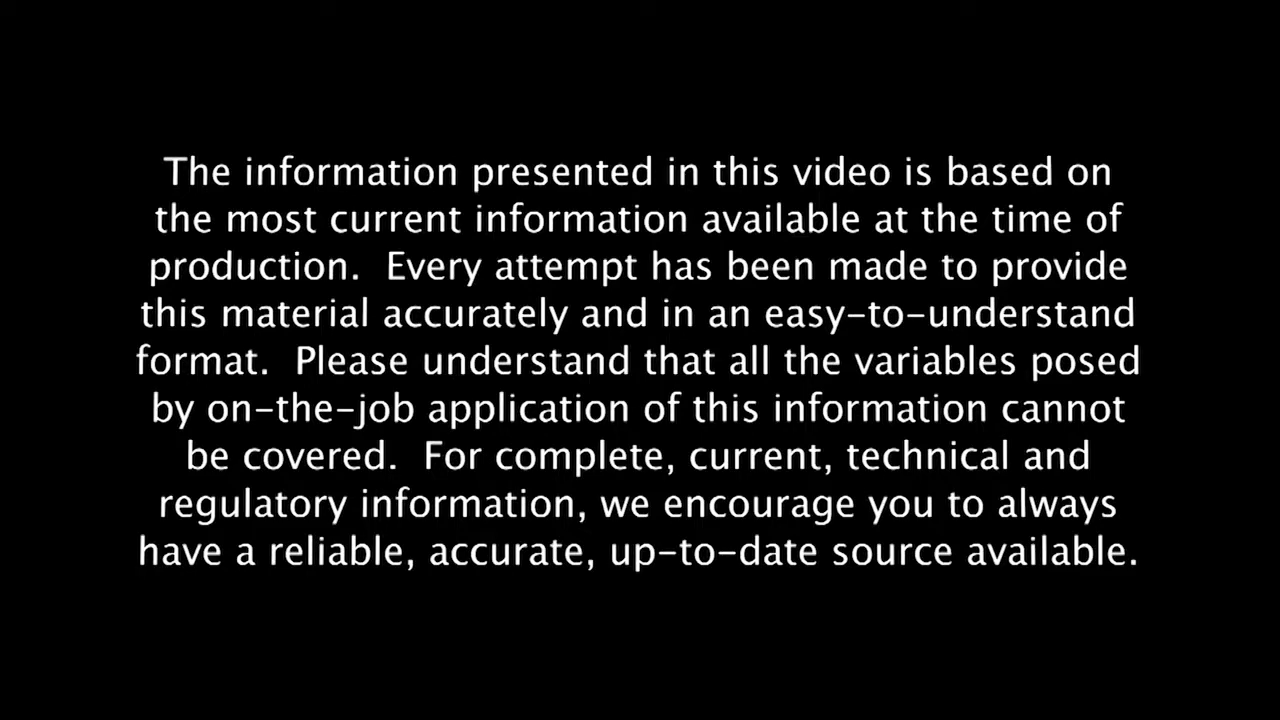 The information presented in this video is based on
the most current information available at the time of
production.  Every attempt has been made to provide
this material accurately and in an easy-to-understand
format.  Please understand that all the variables posed
by on-the-job application of this information cannot
be covered.  For complete, current, technical and
regulatory information, we encourage you to always
have a reliable, accurate, up-to-date source available.